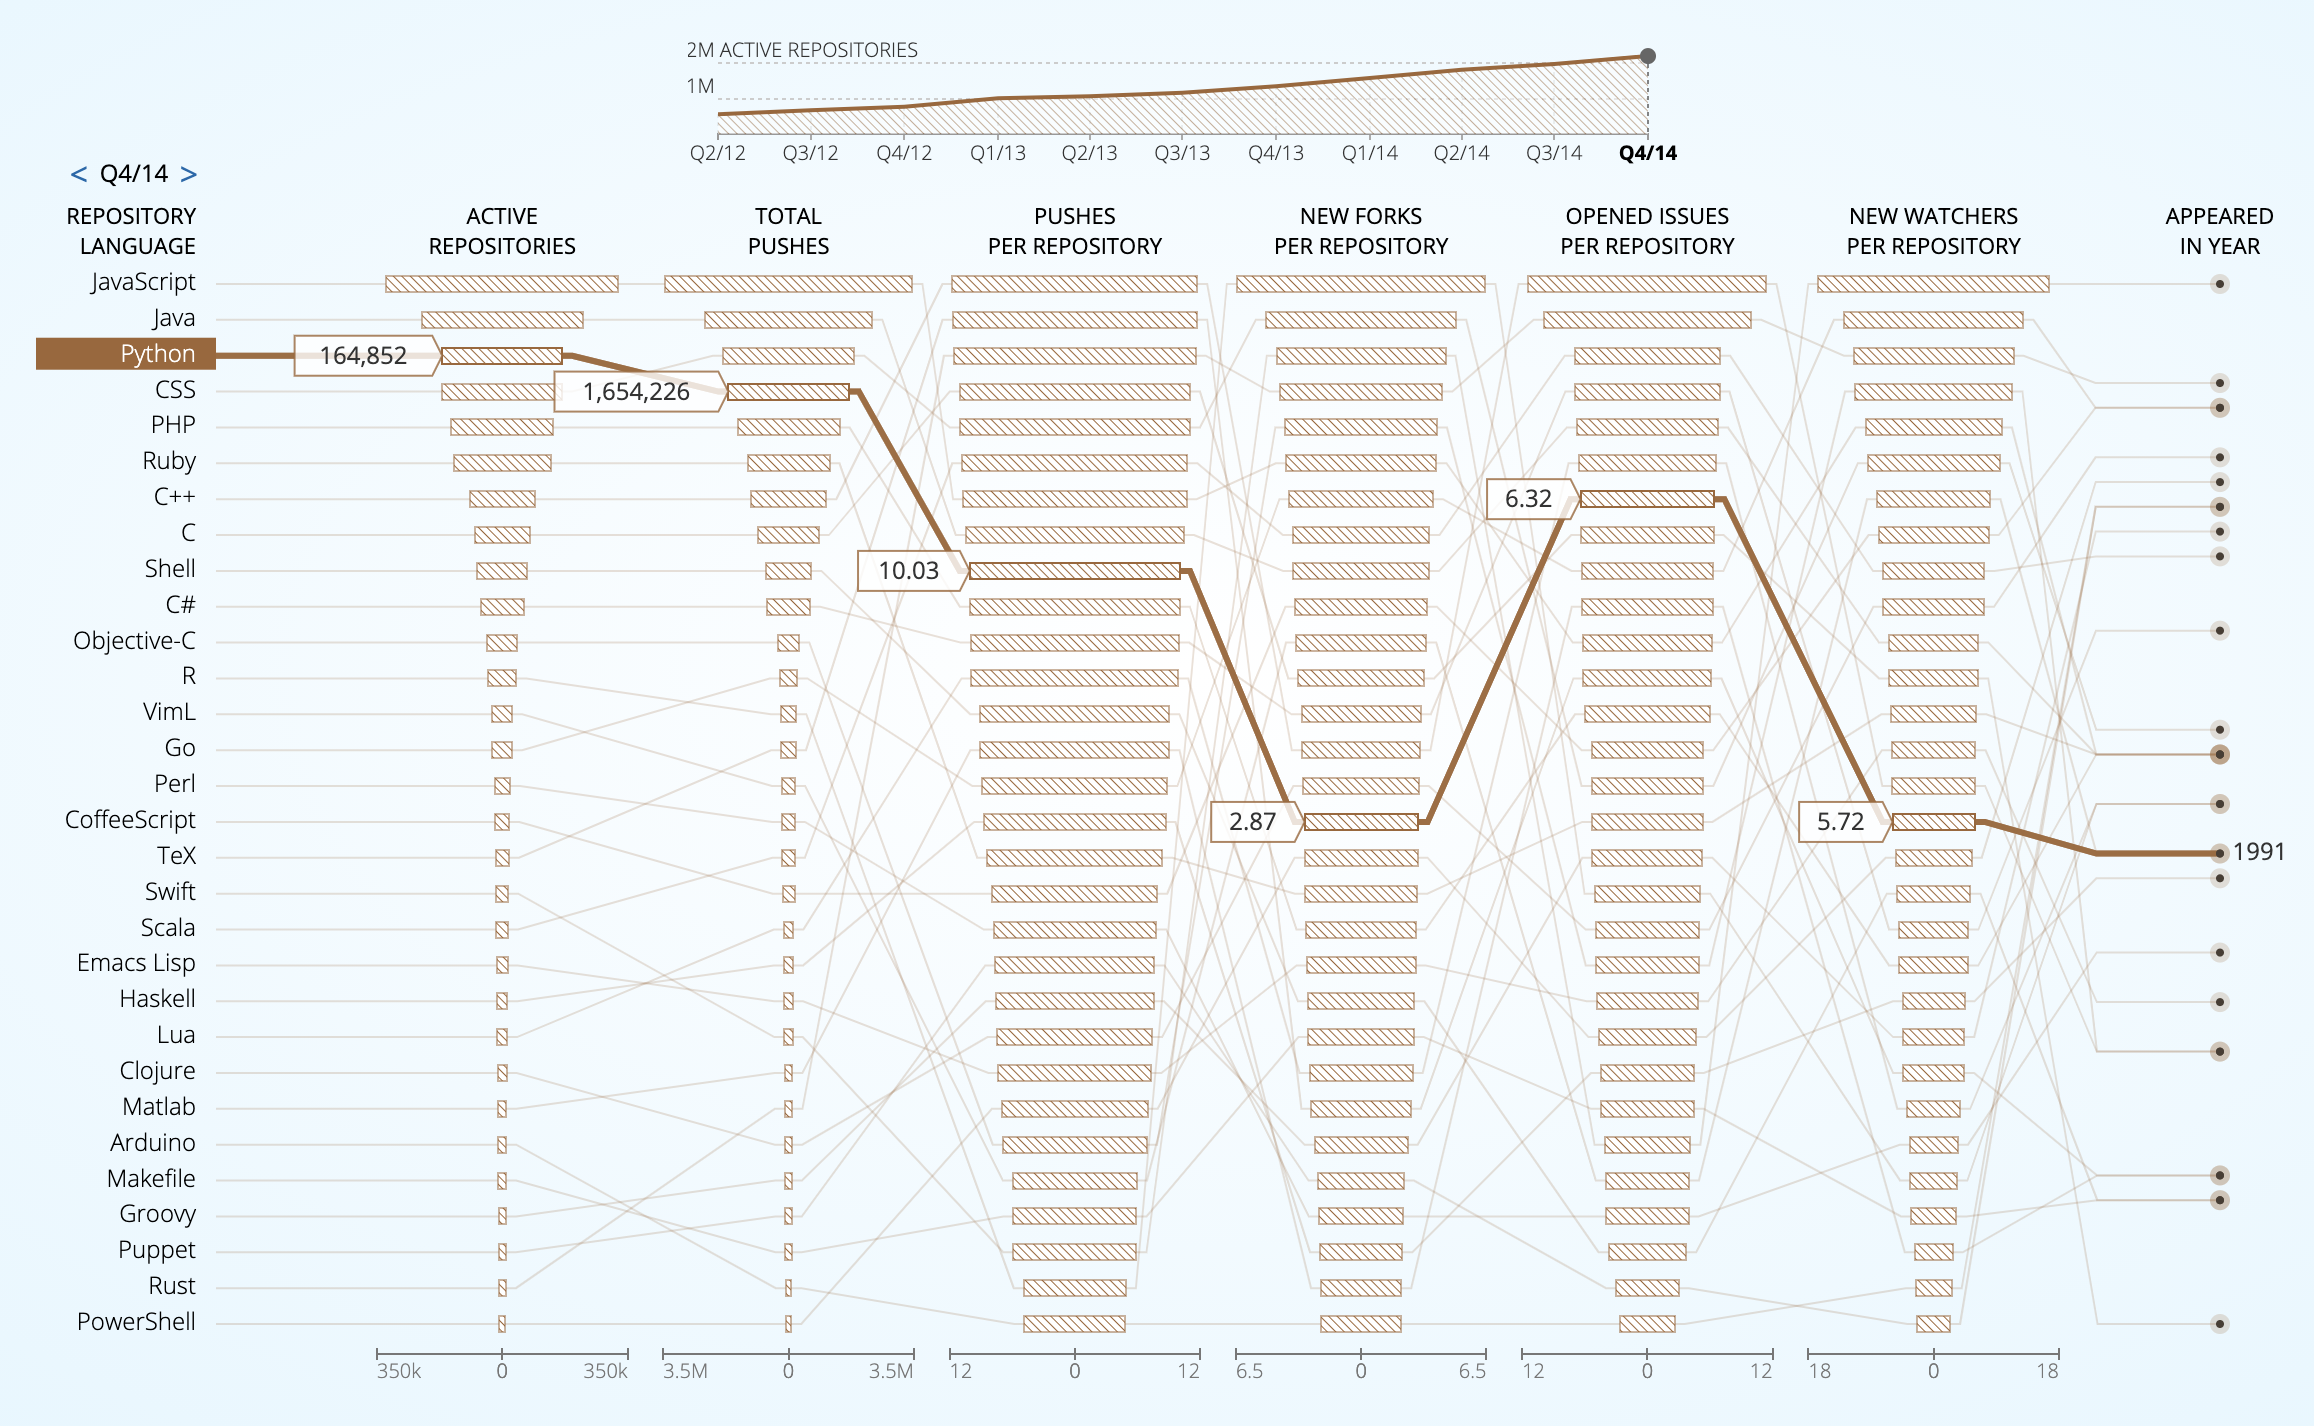 2M ACTIVE REPOSITORIES
1M
Q2/12 Q3/12 Q4/12 Q1/13 Q2/13 Q3/13 Q4/13 Q1/14 Q2/14 Q3/14 Q4/14
< Q4/14 >
REPOSITORY ACTIVE TOTAL PUSHES NEW FORKS OPENED ISSUES NEW WATCHERS APPEARED
LANGUAGE REPOSITORIES PUSHES PER REPOSITORY PER REPOSITORY PER REPOSITORY PER REPOSITORY IN YEAR
JavaScript
Java
Python 164,852
CSS 1,654,226
PHP
Ruby
C++ 6.32
C
Shell 10.03
C#
Objective-C
R
VimL
Go
Perl
CoffeeScript 2.87 5.72
TeX 1991
Swift
Scala
Emacs Lisp
Haskell
Lua
Clojure
Matlab
Arduino
Makefile
Groovy
Puppet
Rust
PowerShell
350k 0 350k 3.5M 0 3.5M 12 0 12 6.5 0 6.5 12 0 12 18 0 18